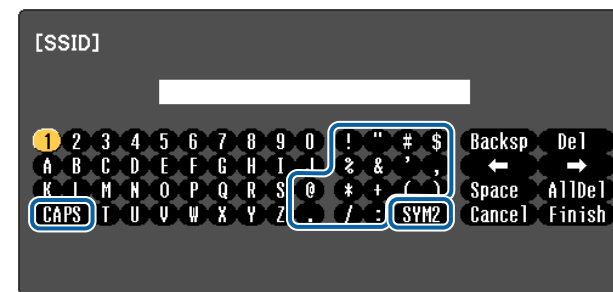 [SSID]
1 2 3 4 5 6 7 8 9 0 ! " # $ Backsp Del
A B C D E F G H I J % & ' , ← →
K L M N O P Q R S @ * + ( ) Space AllDel
CAPS T U V W X Y Z . / : SYM2 Cancel Finish